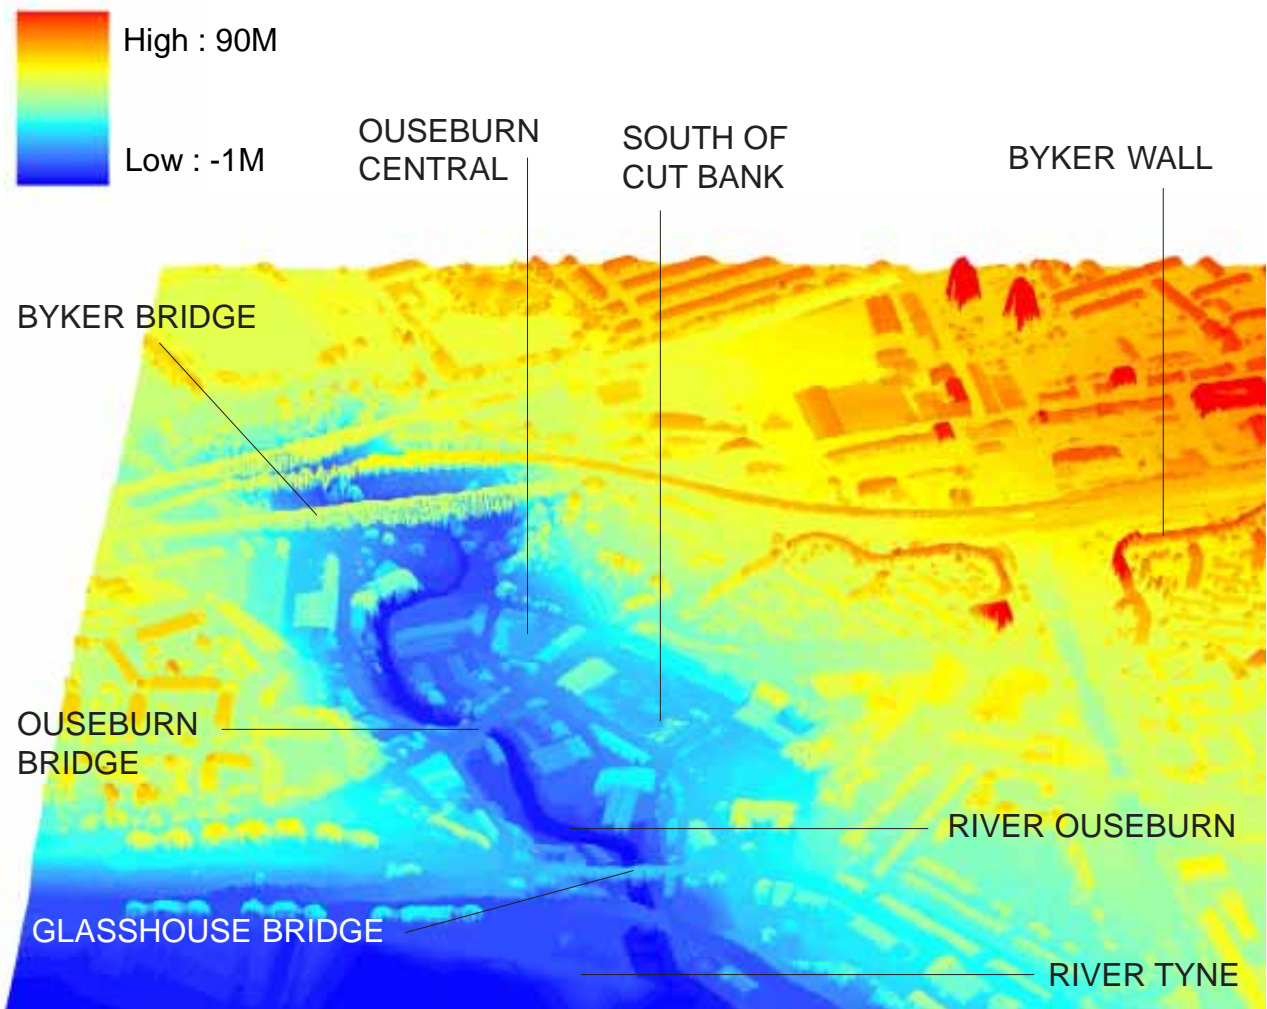 High : 90M
Low : -1M
OUSEBURN
CENTRAL
SOUTH OF
CUT BANK
BYKER WALL
BYKER BRIDGE
OUSEBURN
BRIDGE
RIVER OUSEBURN
GLASSHOUSE BRIDGE
RIVER TYNE